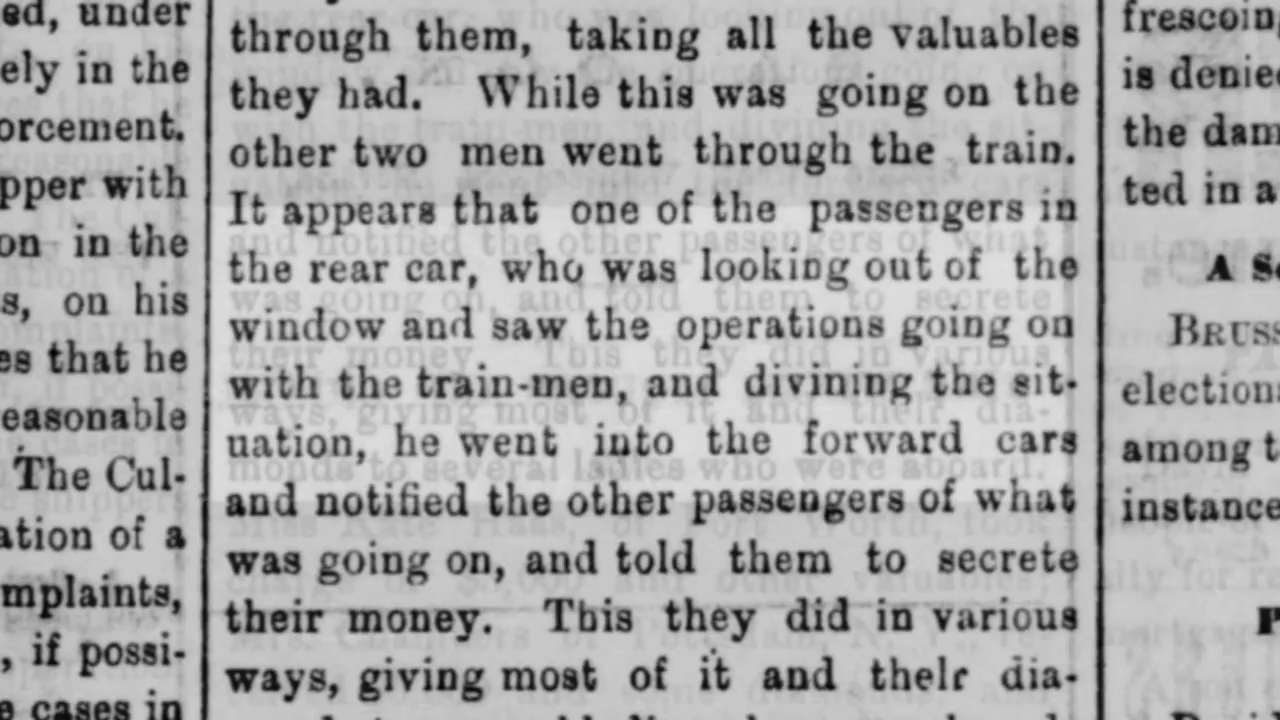 ed, under
ely in the
orcement.
pper with
on in the
s, on his
es that he
easonable
The Cul-
ation of a
mplaints,
, if possi-
e cases in
through them, taking all the valuables
they had. While this was going on the
other two men went through the train.
It appears that one of the passengers in
the rear car, who was looking out of the
window and saw the operations going on
with the train-men, and divining the sit-
uation, he went into the forward cars
and notified the other passengers of what
was going on, and told them to secrete
their money. This they did in various
ways, giving most of it and their dia-
frescoin
is denie
the dam
ted in a
A S
BRUSS
election
among t
instance